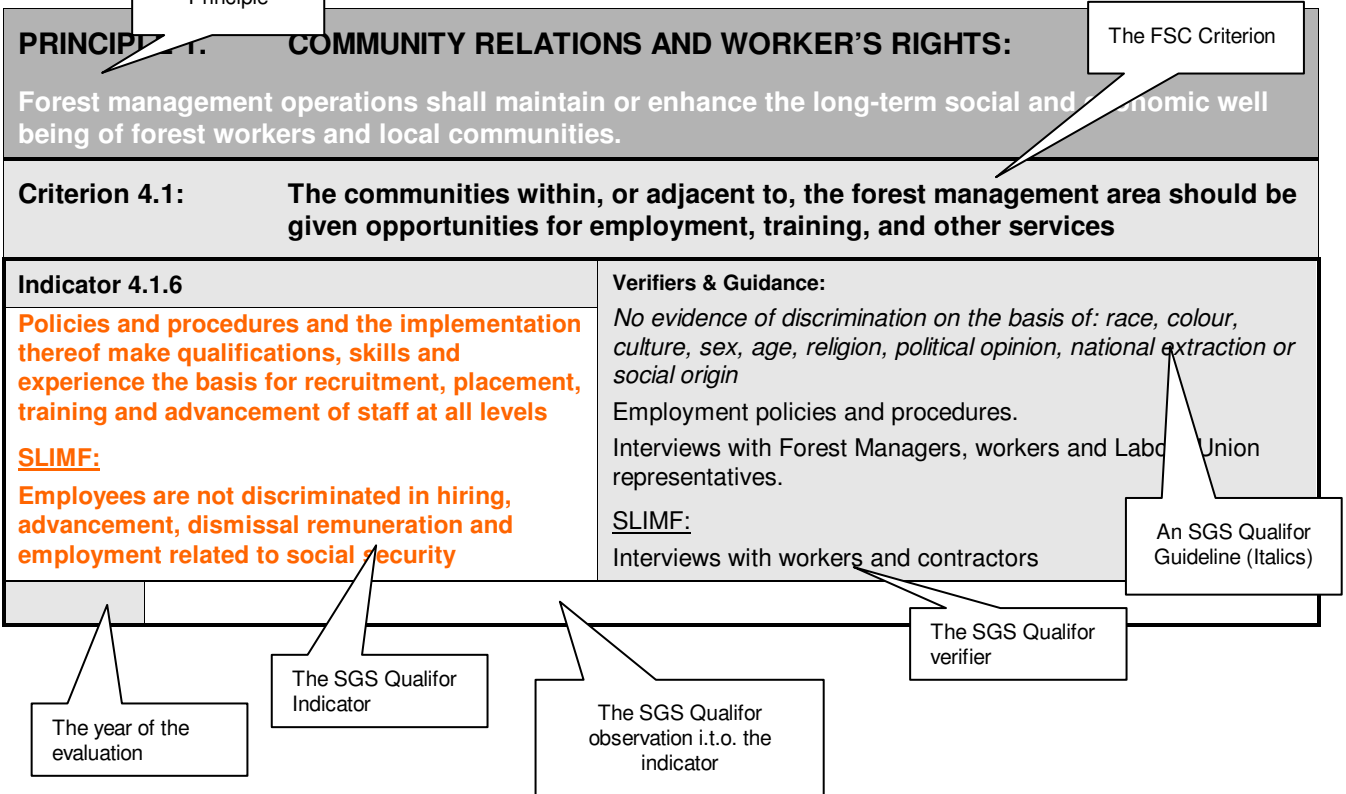 Principle
PRINCIPLE 1: COMMUNITY RELATIONS AND WORKER'S RIGHTS:
The FSC Criterion
Forest management operations shall maintain or enhance the long-term social and economic well
being of forest workers and local communities.
Criterion 4.1: The communities within, or adjacent to, the forest management area should be
given opportunities for employment, training, and other services
Indicator 4.1.6
Policies and procedures and the implementation
thereof make qualifications, skills and
experience the basis for recruitment, placement,
training and advancement of staff at all levels
SLIMF:
Employees are not discriminated in hiring,
advancement, dismissal remuneration and
employment related to social security
Verifiers & Guidance:
No evidence of discrimination on the basis of: race, colour,
culture, sex, age, religion, political opinion, national extraction or
social origin
Employment policies and procedures.
Interviews with Forest Managers, workers and Labour Union
representatives.
SLIMF:
Interviews with workers and contractors
An SGS Qualifor
Guideline (Italics)
The SGS Qualifor
verifier
The SGS Qualifor
Indicator
The SGS Qualifor
observation i.t.o. the
indicator
The year of the
evaluation